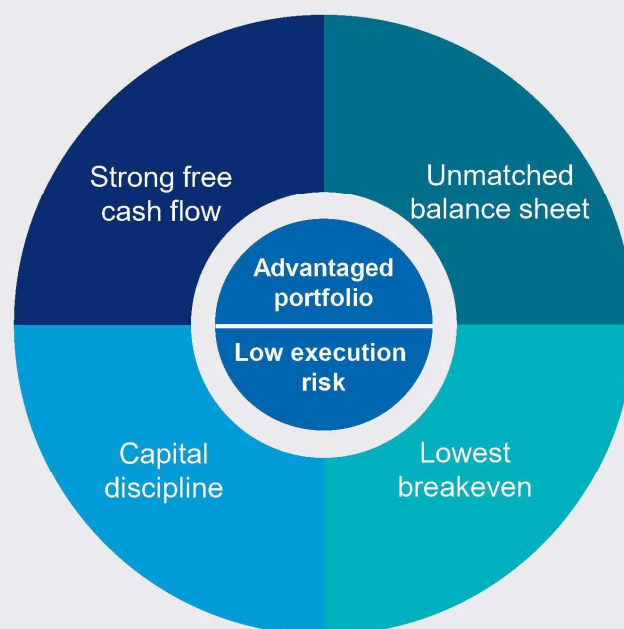 Strong free
cash flow
Unmatched
balance sheet
Advantaged
portfolio
Low execution
risk
Capital
discipline
Lowest
breakeven